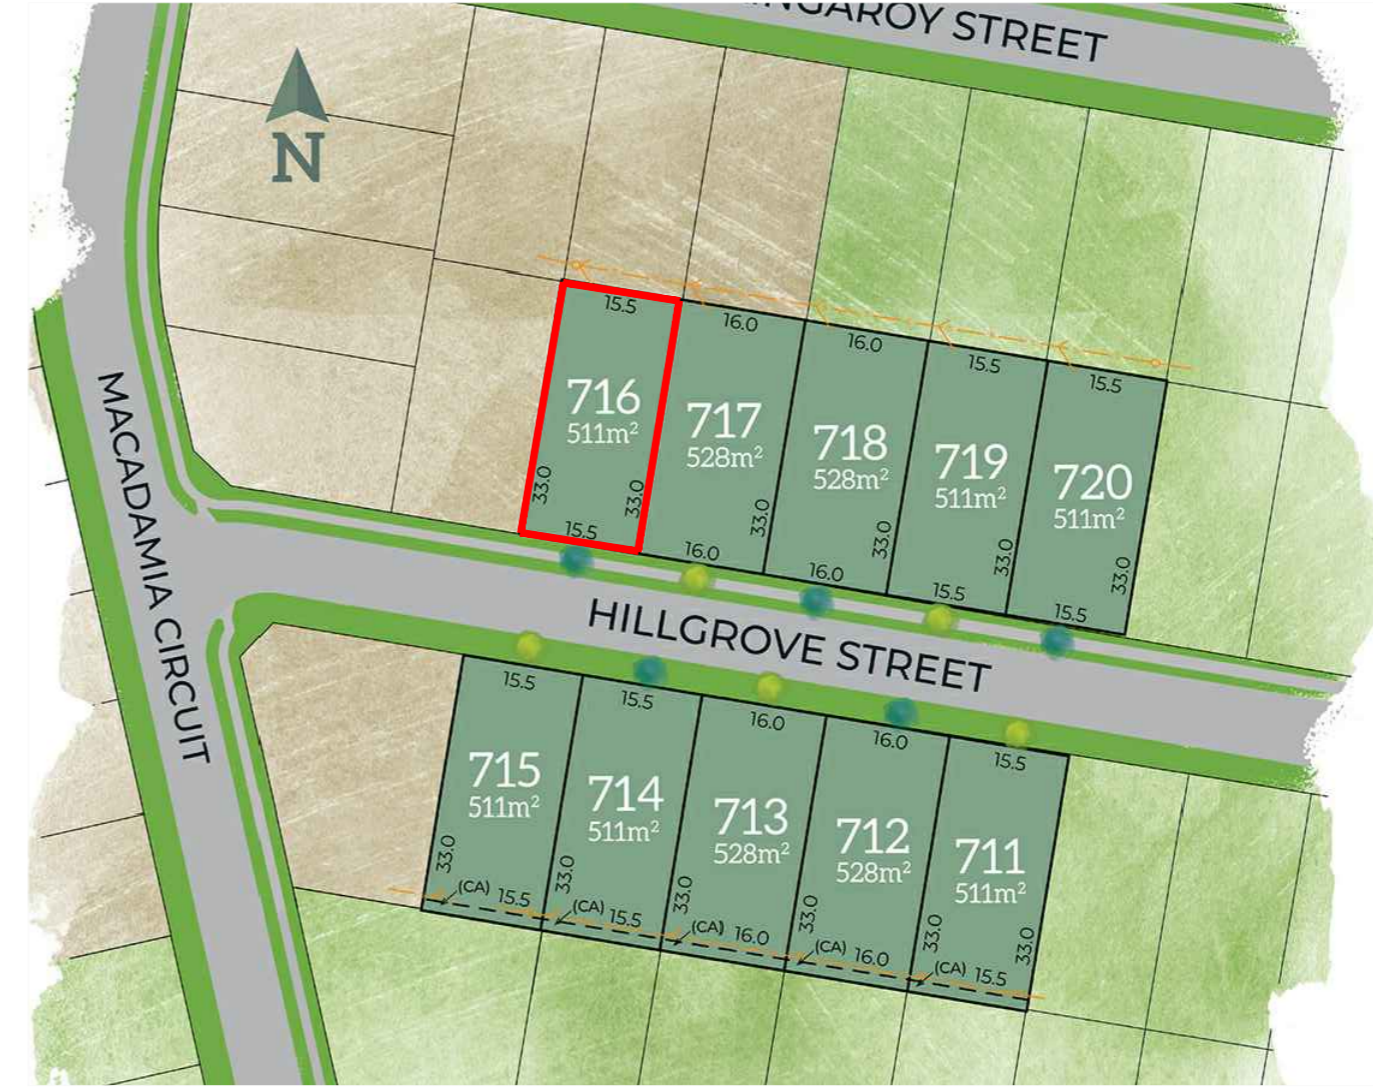 INGAROY STREET
N
MACADAMIA CIRCUIT
15.5
716
511m²
33.0
33.0
15.5
16.0
717
528m²
33.0
16.0
16.0
718
528m²
33.0
16.0
15.5
719
511m²
33.0
15.5
15.5
720
511m²
33.0
15.5
HILLGROVE STREET
15.5
715
511m²
33.0
(CA) 15.5
15.5
714
511m²
33.0
(CA) 15.5
16.0
713
528m²
33.0
(CA) 16.0
16.0
712
528m²
33.0
(CA) 16.0
15.5
711
511m²
33.0
33.0
(CA) 15.5